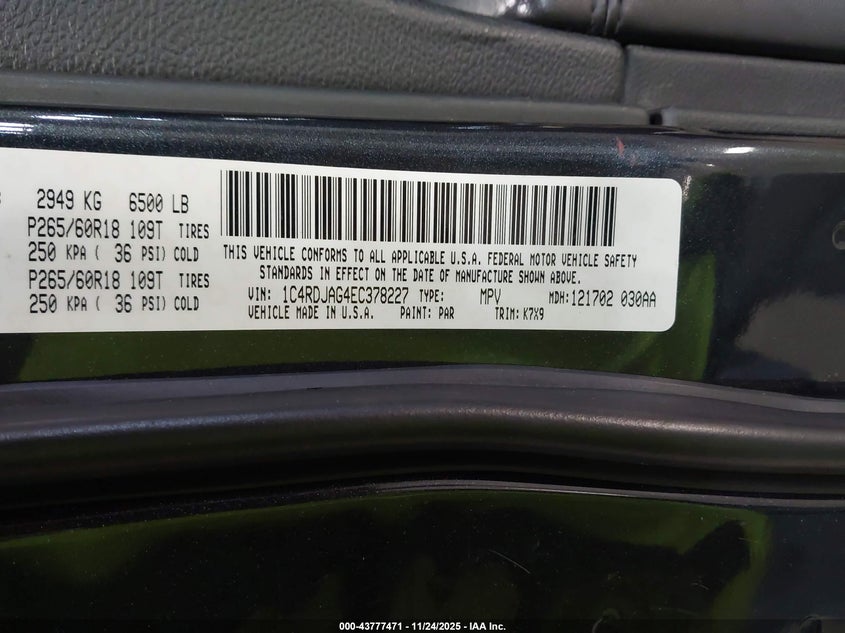 2949 KG 6500 LB
P265/60R18 109T TIRES
250 KPA ( 36 PSI) COLD
P265/60R18 109T TIRES
250 KPA ( 36 PSI) COLD
THIS VEHICLE CONFORMS TO ALL APPLICABLE U.S.A. FEDERAL MOTOR VEHICLE SAFETY
STANDARDS IN EFFECT ON THE DATE OF MANUFACTURE SHOWN ABOVE.
VIN: 1C4RDJAG4EC378227 TYPE: MPV MDH: 121702 030AA
VEHICLE MADE IN U.S.A. PAINT: PAR TRIM: K7X9
000-43777471 - 11/24/2025 - IAA Inc.